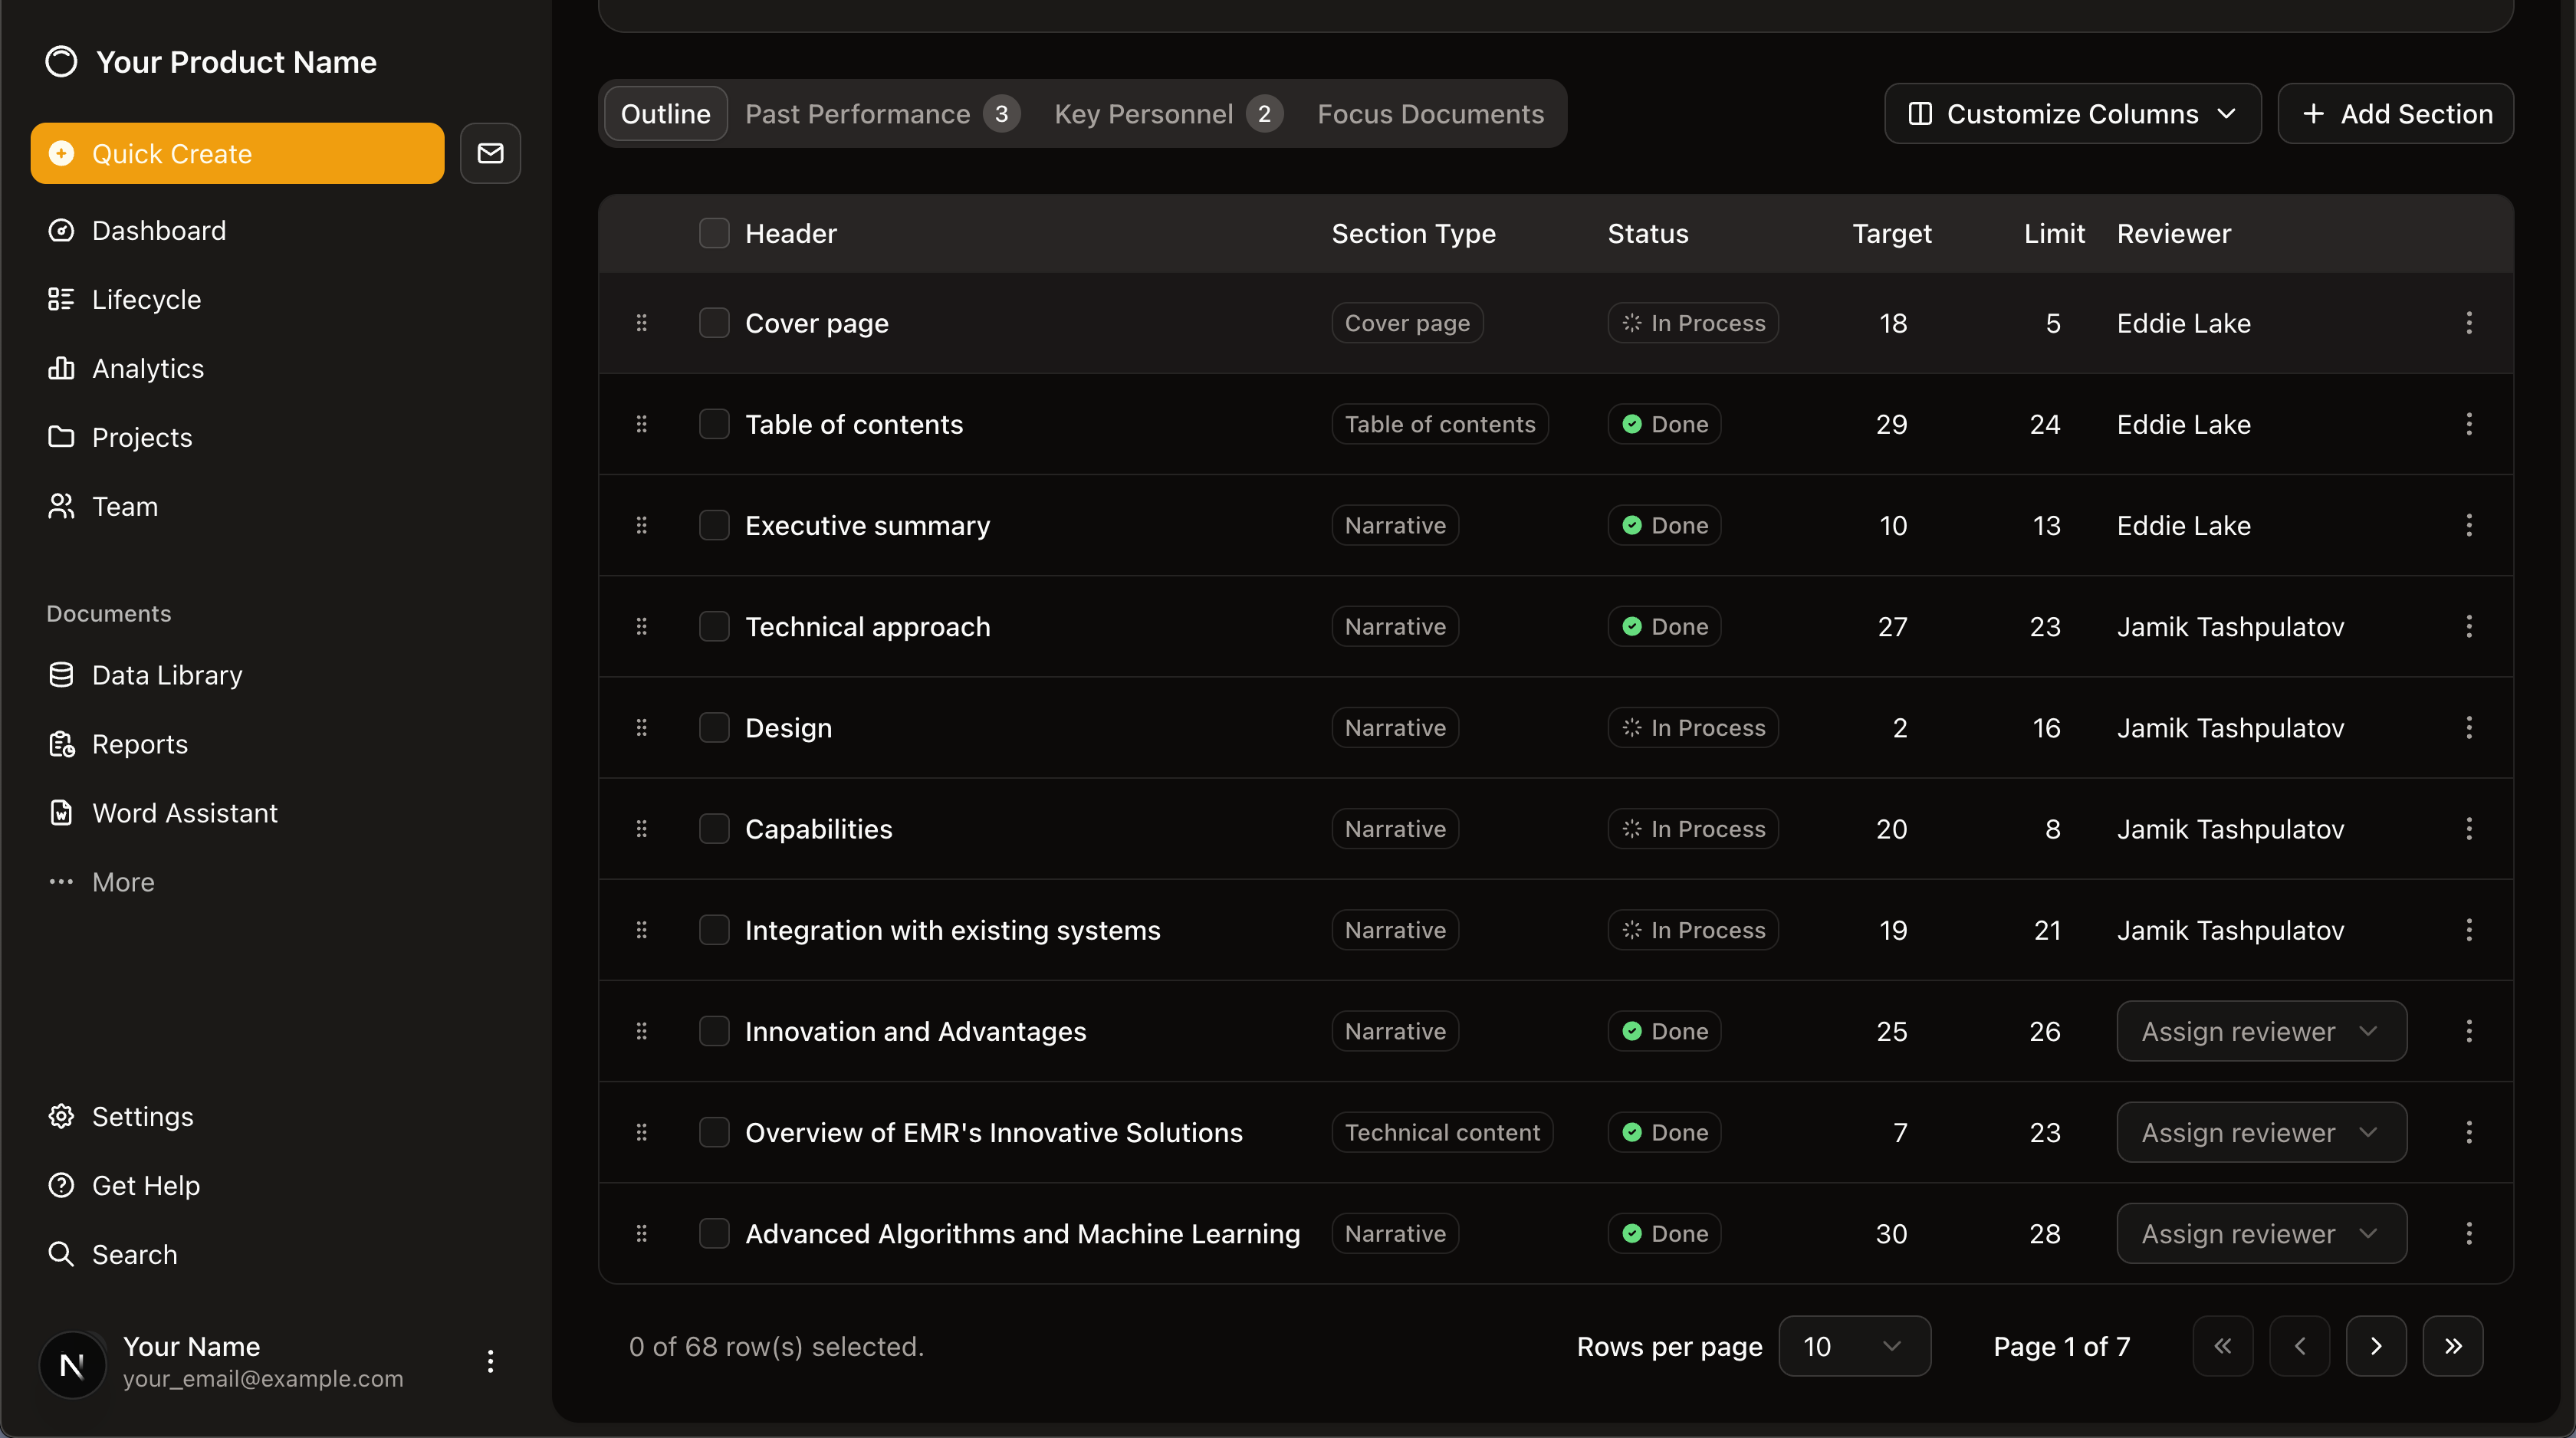 Your Product Name
Quick Create
Dashboard
Lifecycle
Analytics
Projects
Team
Documents
Data Library
Reports
Word Assistant
More
Settings
Get Help
Search
N
Your Name
your_email@example.com
Outline Past Performance 3 Key Personnel 2 Focus Documents
Customize Columns Add Section
Header Section Type Status Target Limit Reviewer
Cover page Cover page In Process 18 5 Eddie Lake
Table of contents Table of contents Done 29 24 Eddie Lake
Executive summary Narrative Done 10 13 Eddie Lake
Technical approach Narrative Done 27 23 Jamik Tashpulatov
Design Narrative In Process 2 16 Jamik Tashpulatov
Capabilities Narrative In Process 20 8 Jamik Tashpulatov
Integration with existing systems Narrative In Process 19 21 Jamik Tashpulatov
Innovation and Advantages Narrative Done 25 26 Assign reviewer
Overview of EMR's Innovative Solutions Technical content Done 7 23 Assign reviewer
Advanced Algorithms and Machine Learning Narrative Done 30 28 Assign reviewer
0 of 68 row(s) selected. Rows per page 10 Page 1 of 7